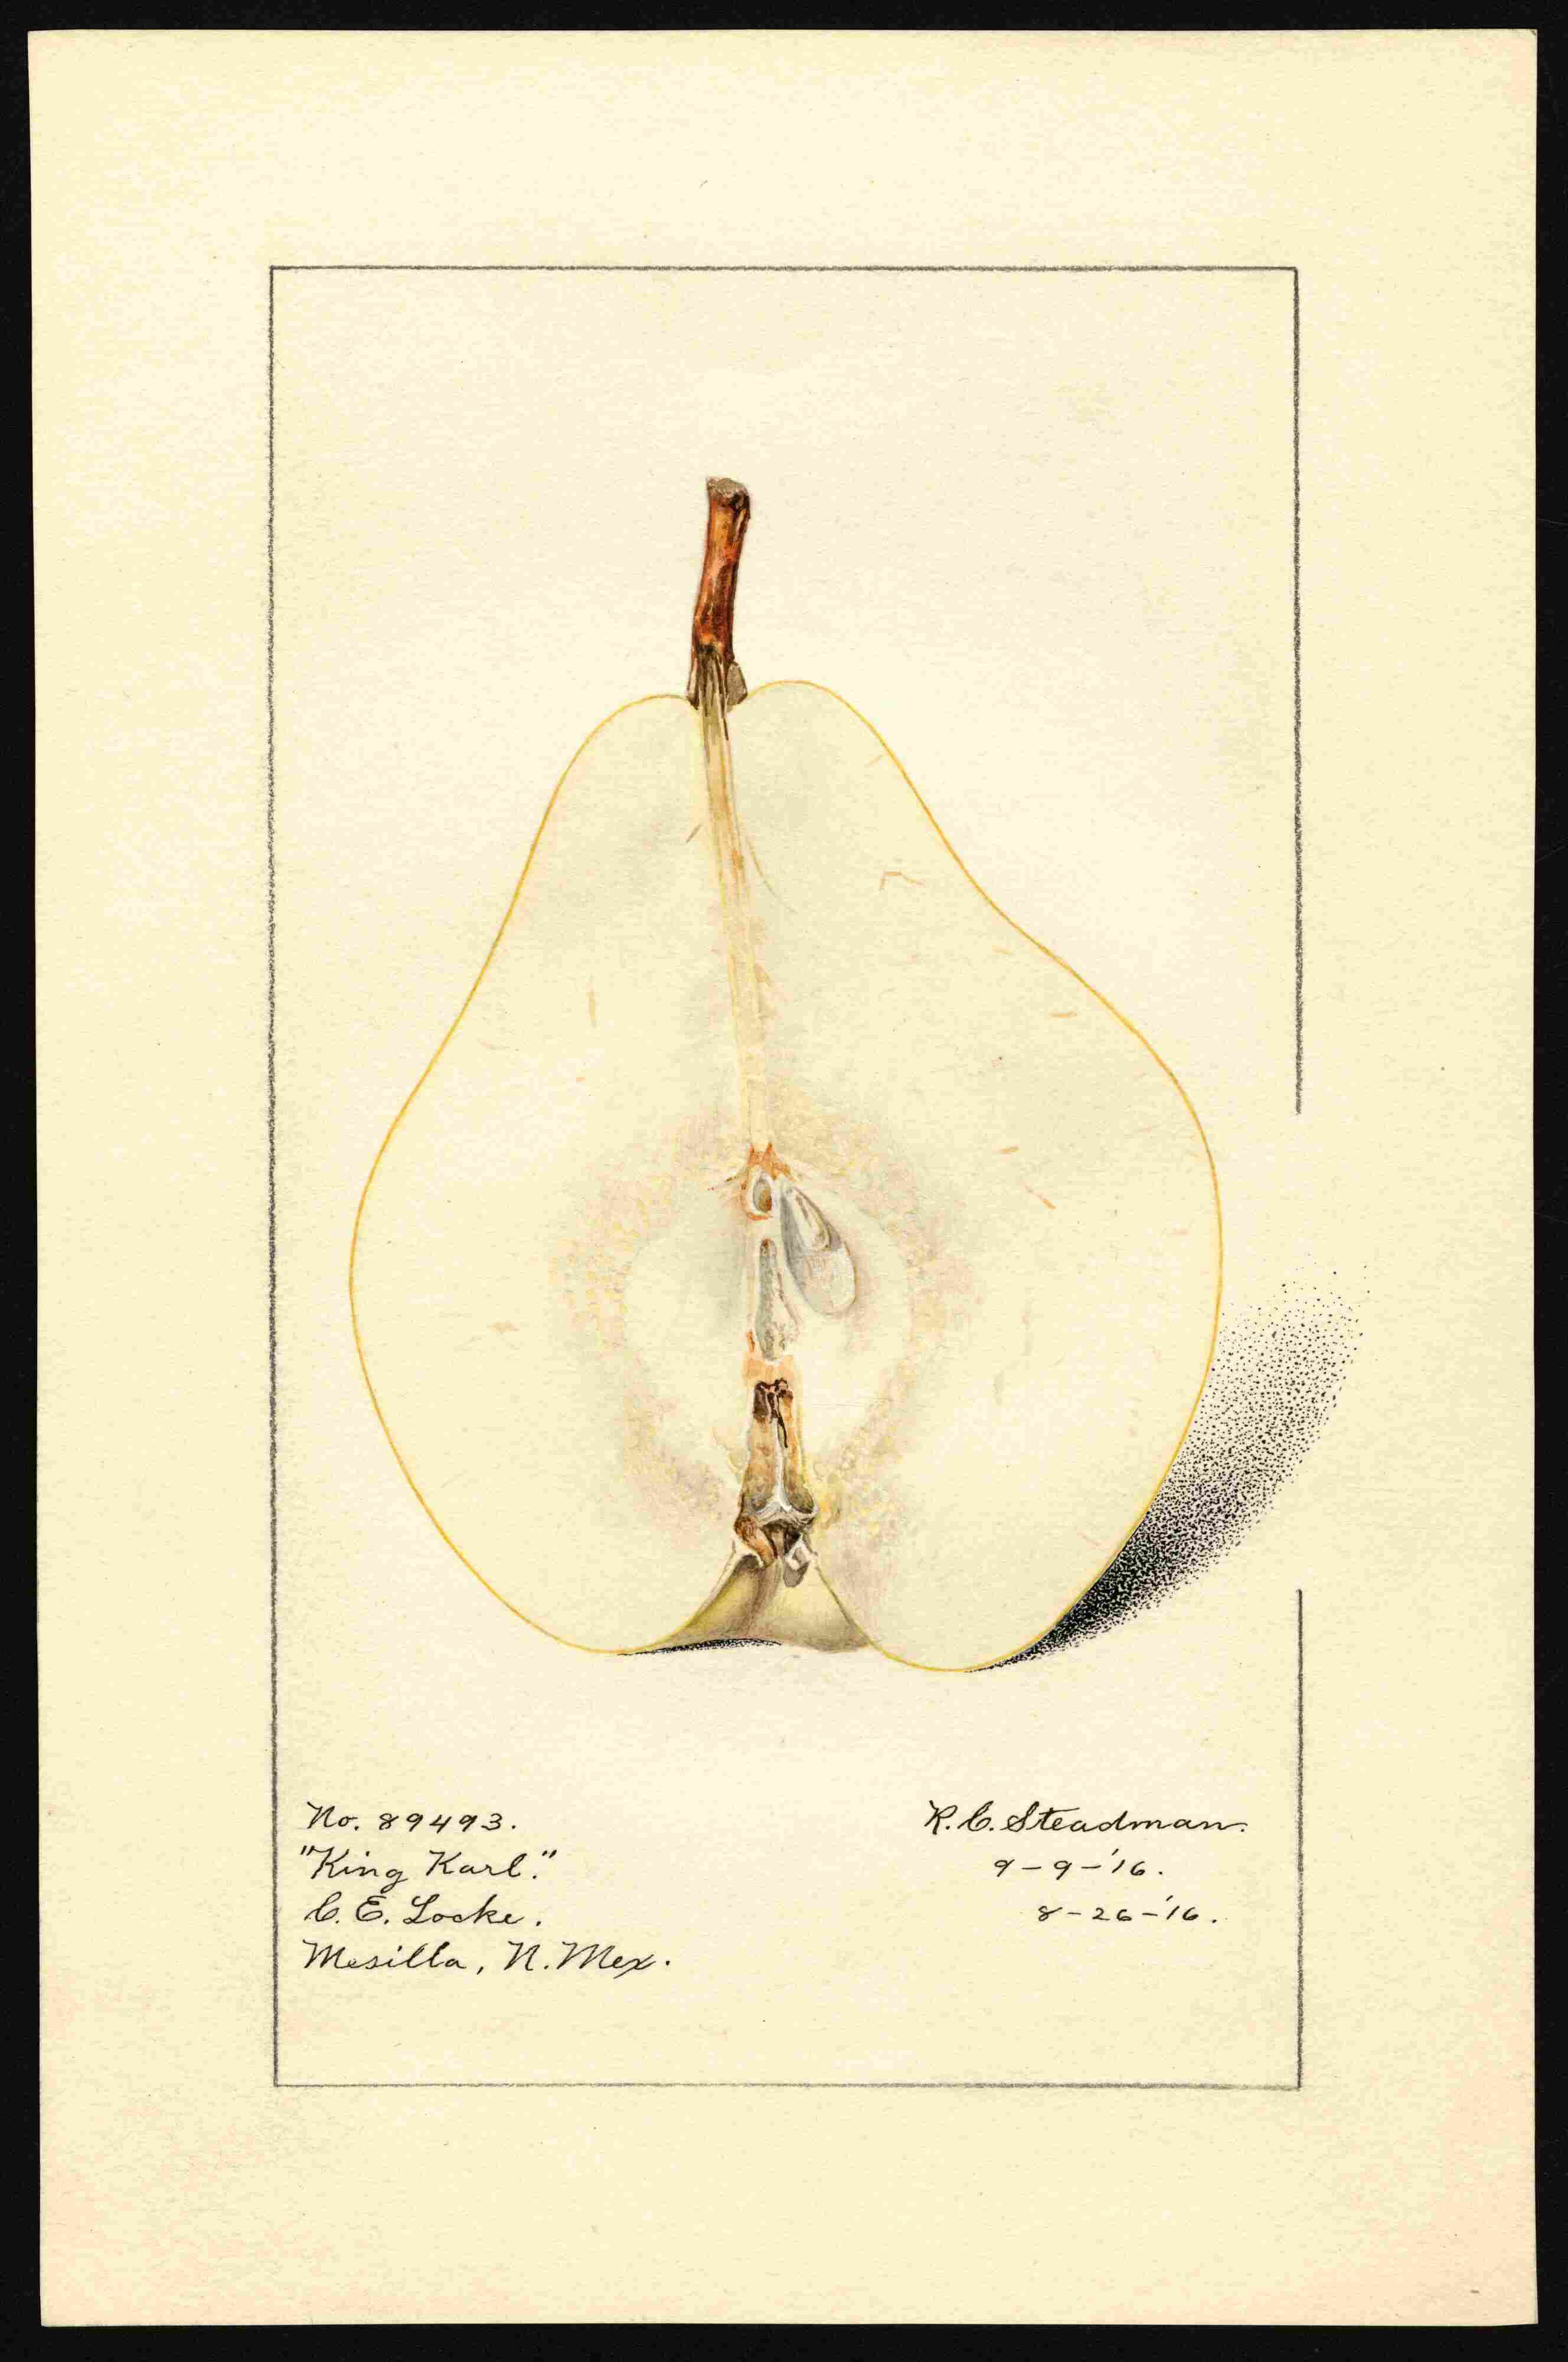 No. 89493.
"King Karl."
C. E. Locke.
Mesilla, N. Mex.
R. C. Steadman.
9-9-'16.
8-26-'16.